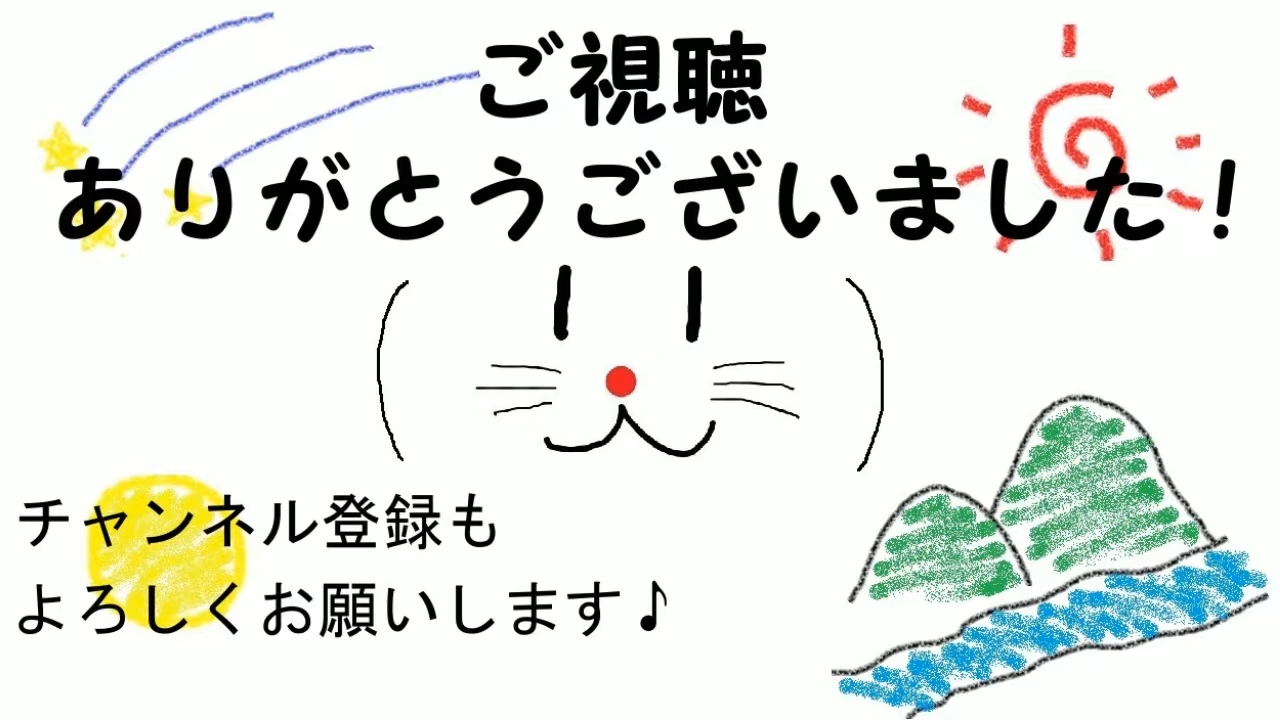 ご視聴
ありがとうございました!
チャンネル登録も
よろしくお願いします♪